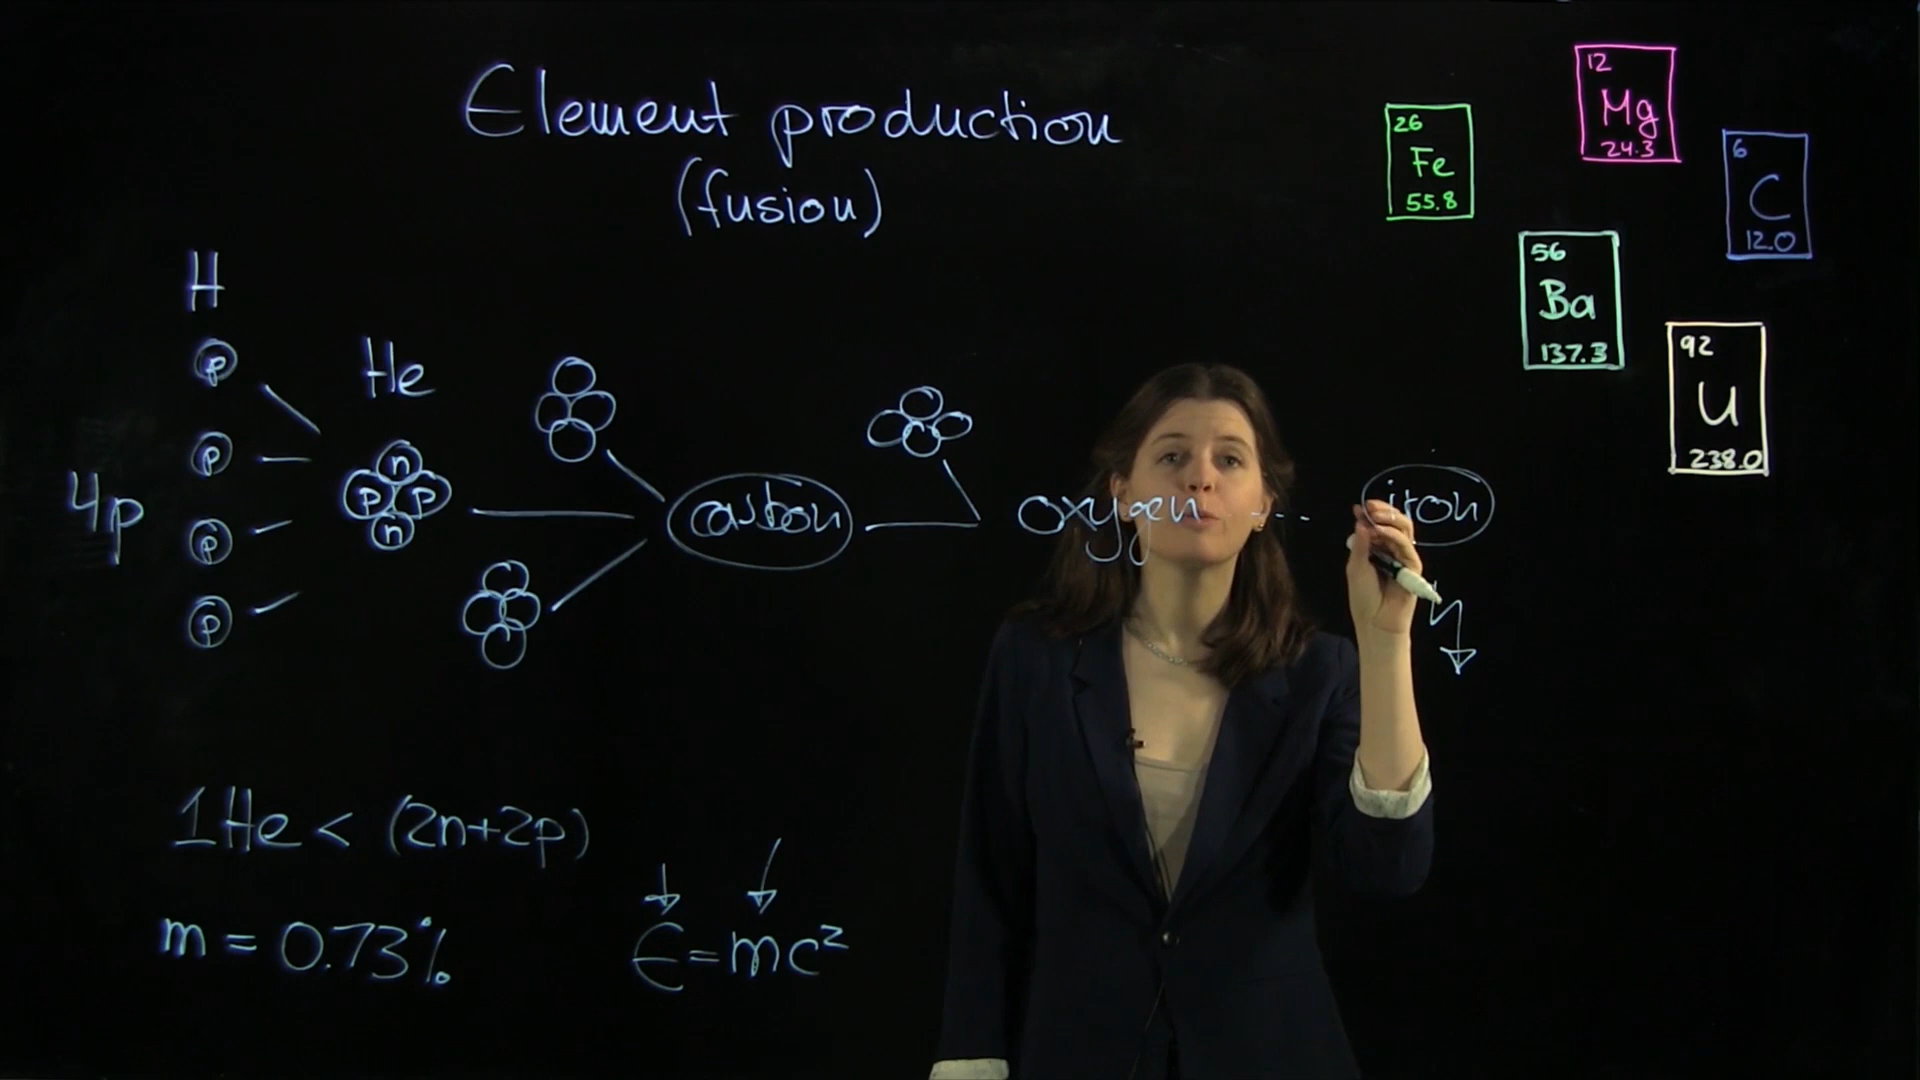 Element production
(fusion)
26
Fe
55.8
12
Mg
24.3
6
C
12.0
56
Ba
137.3
92
U
238.0
H
p
p
p
p
4p
He
n
p p
n
carbon
oxygen ...
iron
1He < (2n+2p)
m = 0.73%
E=mc²